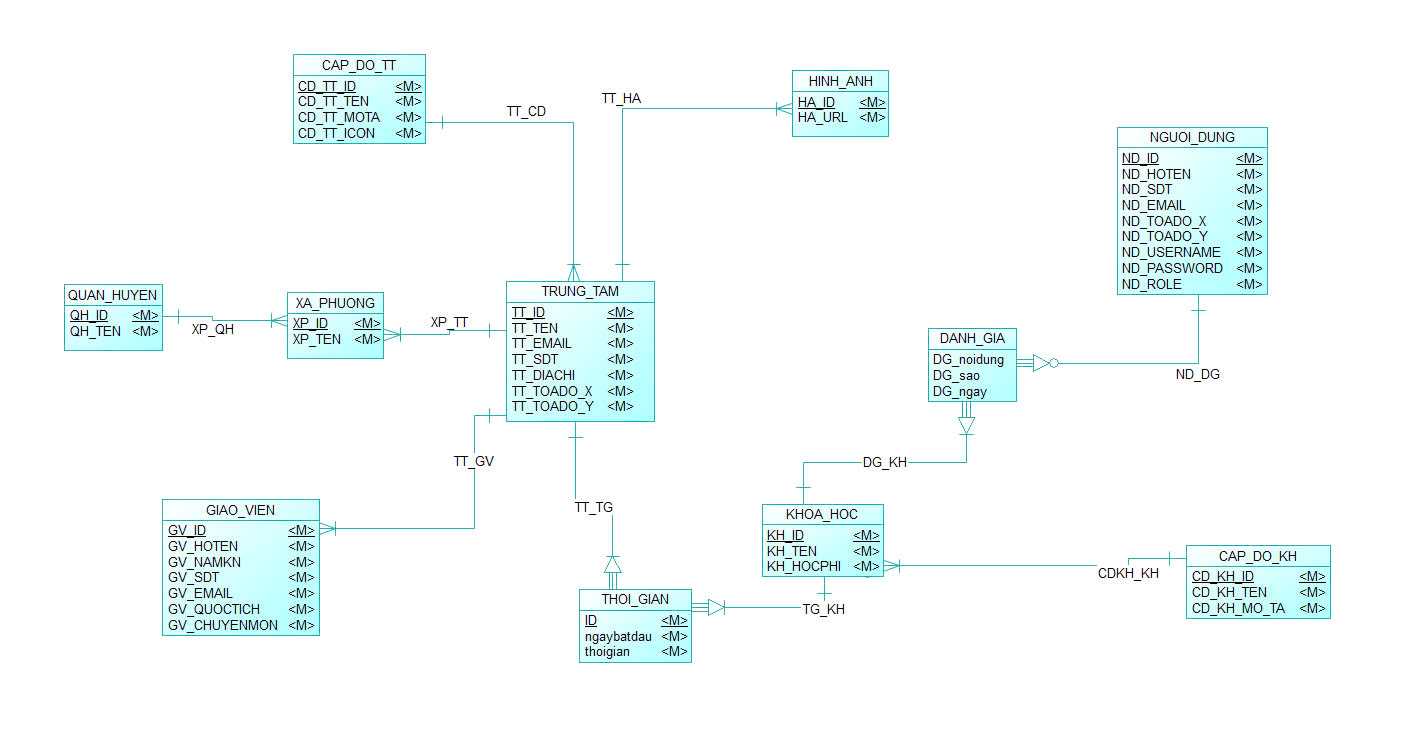 CAP_DO_TT
CD_TT_ID <M>
CD_TT_TEN <M>
CD_TT_MOTA <M>
CD_TT_ICON <M>
TT_CD
TT_HA
HINH_ANH
HA_ID <M>
HA_URL <M>
NGUOI_DUNG
ND_ID <M>
ND_HOTEN <M>
ND_SDT <M>
ND_EMAIL <M>
ND_TOADO_X <M>
ND_TOADO_Y <M>
ND_USERNAME <M>
ND_PASSWORD <M>
ND_ROLE <M>
QUAN_HUYEN
QH_ID <M>
QH_TEN <M>
XP_QH
XA_PHUONG
XP_ID <M>
XP_TEN <M>
XP_TT
TRUNG_TAM
TT_ID <M>
TT_TEN <M>
TT_EMAIL <M>
TT_SDT <M>
TT_DIACHI <M>
TT_TOADO_X <M>
TT_TOADO_Y <M>
DANH_GIA
DG_noidung
DG_sao
DG_ngay
ND_DG
TT_GV
DG_KH
GIAO_VIEN
GV_ID <M>
GV_HOTEN <M>
GV_NAMKN <M>
GV_SDT <M>
GV_EMAIL <M>
GV_QUOCTICH <M>
GV_CHUYENMON <M>
TT_TG
KHOA_HOC
KH_ID <M>
KH_TEN <M>
KH_HOCPHI <M>
CDKH_KH
CAP_DO_KH
CD_KH_ID <M>
CD_KH_TEN <M>
CD_KH_MO_TA <M>
THOI_GIAN
ID <M>
ngaybatdau <M>
thoigian <M>
TG_KH